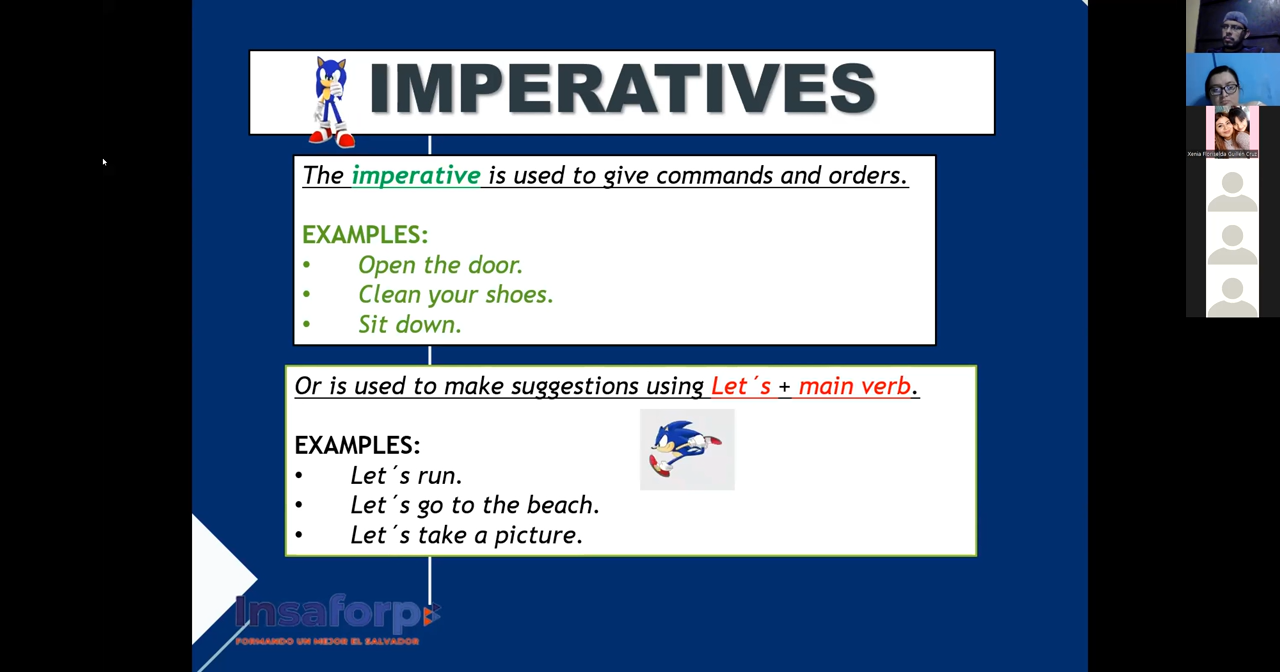 IMPERATIVES
The imperative is used to give commands and orders.
EXAMPLES:
• Open the door.
• Clean your shoes.
• Sit down.
Or is used to make suggestions using Let´s + main verb.
EXAMPLES:
• Let´s run.
• Let´s go to the beach.
• Let´s take a picture.
Insaforp
FORMANDO UN MEJOR EL SALVADOR
Xenia Floriselda Guillen Cruz